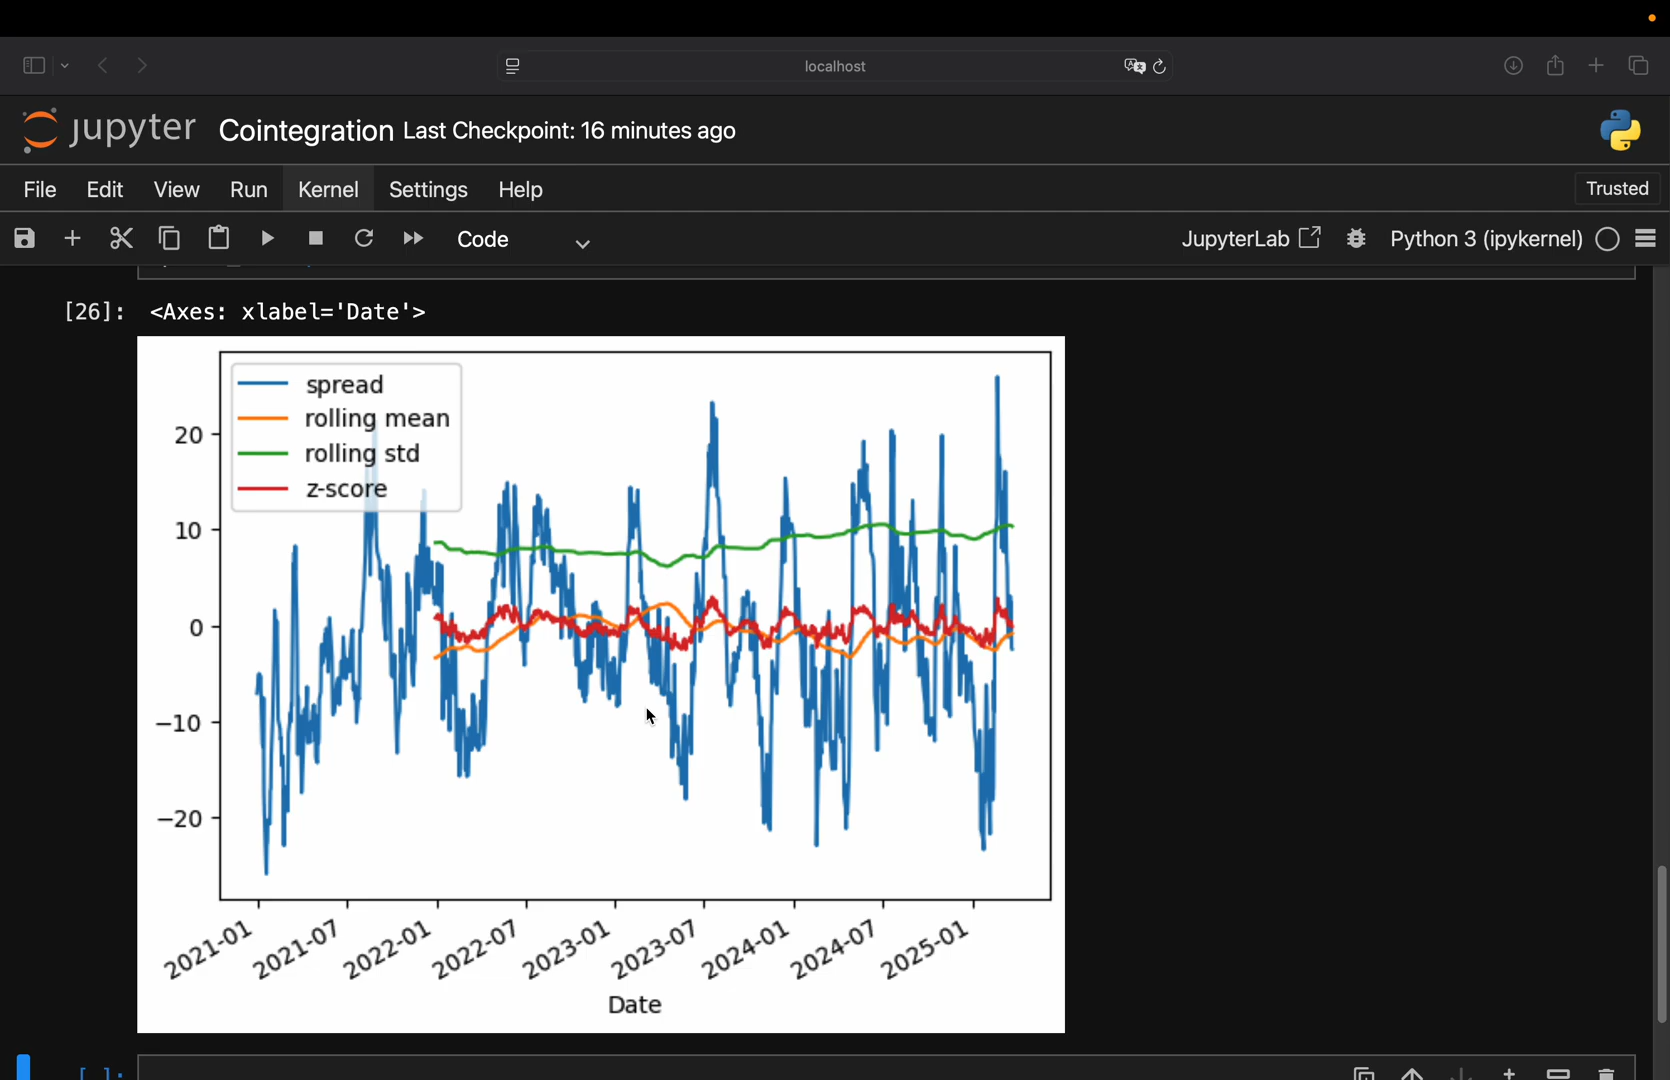 localhost
jupyter Cointegration Last Checkpoint: 16 minutes ago
File Edit View Run Kernel Settings Help Trusted
Code JupyterLab Python 3 (ipykernel)
[26]: <Axes: xlabel='Date'>
spread
rolling mean
rolling std
z-score
20
10
0
−10
−20
2021-01 2021-07 2022-01 2022-07 2023-01 2023-07 2024-01 2024-07 2025-01
Date
[ ]: